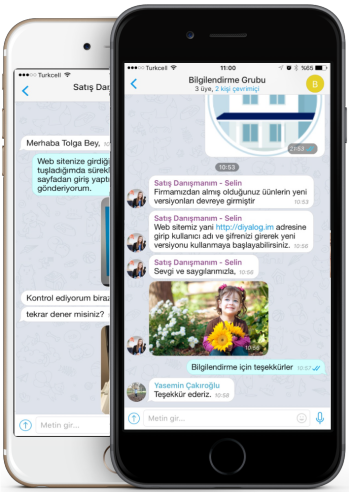 Turkcell
Satış Dan
Merhaba Tolga Bey,
Web sitenize girdiği
tuşladığımda sürekl
sayfadan giriş yaptı
gönderiyorum.
Kontrol ediyorum biraz
tekrar dener misiniz?
Metin gir...
Turkcell 11:00 %65
Bilgilendirme Grubu
3 üye, 2 kişi çevrimiçi
B
21:53
10:53
Satış Danışmanım - Selin
Firmamızdan almış olduğunuz üünlerin yeni
versiyonları devreye girmiştir 10:53
Satış Danışmanım - Selin
Web sitemiz yani http://diyalog.im adresine
girip kullanıcı adı ve şifrenizi girerek yeni
versiyonu kullanmaya başlayabilirsiniz. 10:56
Satış Danışmanım - Selin
Sevgi ve saygılarımızla, 10:56
10:56
Bilgilendirme için teşekkürler 10:57
Yasemin Çakıroğlu
Teşekkür ederiz. 10:58
Metin gir...